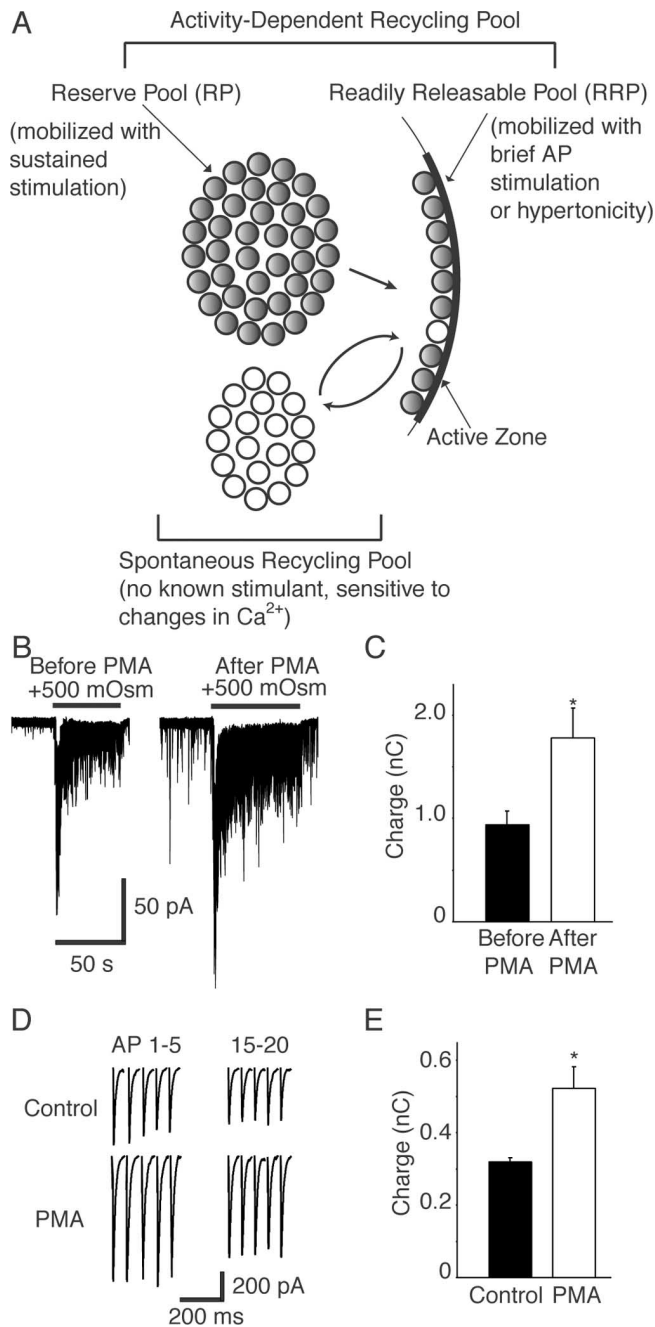 A
Activity-Dependent Recycling Pool
Reserve Pool (RP)
(mobilized with
sustained
stimulation)
Readily Releasable Pool (RRP)
(mobilized with
brief AP
stimulation
or hypertonicity)
Active Zone
Spontaneous Recycling Pool
(no known stimulant, sensitive to
changes in Ca²⁺)
B
Before PMA
+500 mOsm
After PMA
+500 mOsm
50 pA
50 s
C
Charge (nC)
2.0
1.0
0
*
Before
PMA
After
PMA
D
AP 1-5
15-20
Control
PMA
200 pA
200 ms
E
Charge (nC)
0.6
0.4
0.2
0
*
Control
PMA